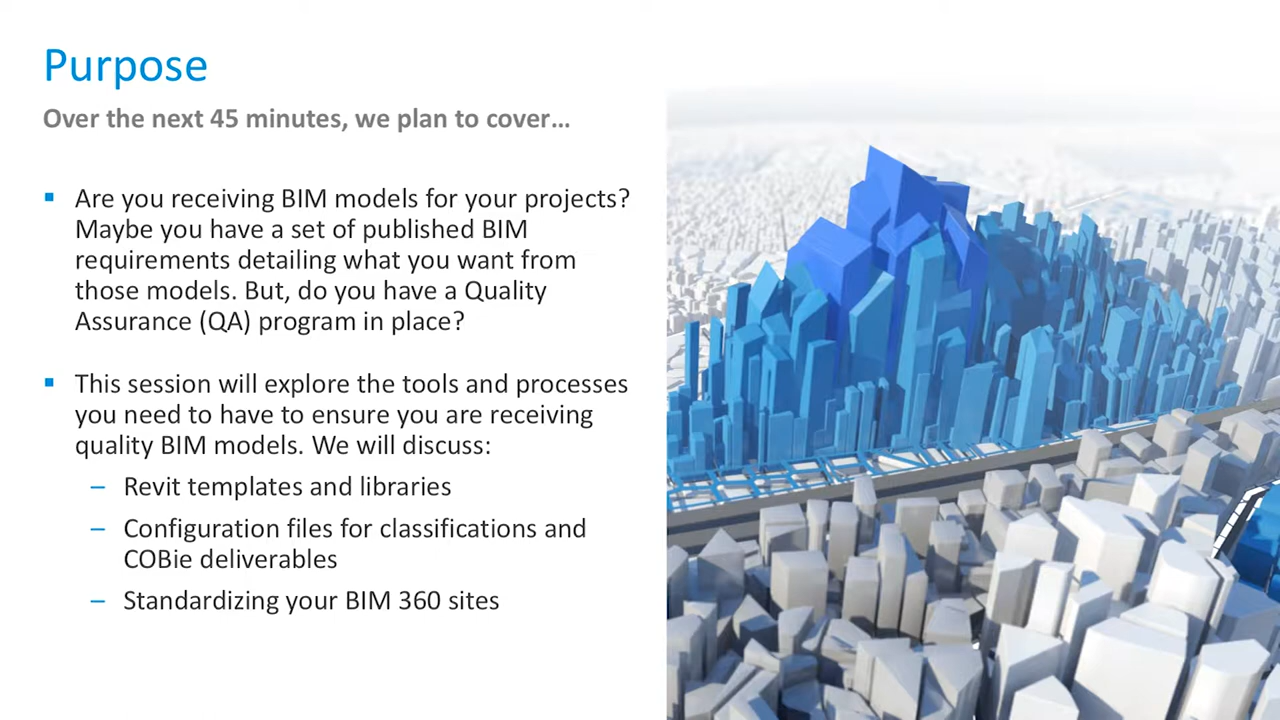 Purpose
Over the next 45 minutes, we plan to cover…
▪ Are you receiving BIM models for your projects?
Maybe you have a set of published BIM
requirements detailing what you want from
those models. But, do you have a Quality
Assurance (QA) program in place?
▪ This session will explore the tools and processes
you need to have to ensure you are receiving
quality BIM models. We will discuss:
– Revit templates and libraries
– Configuration files for classifications and
COBie deliverables
– Standardizing your BIM 360 sites